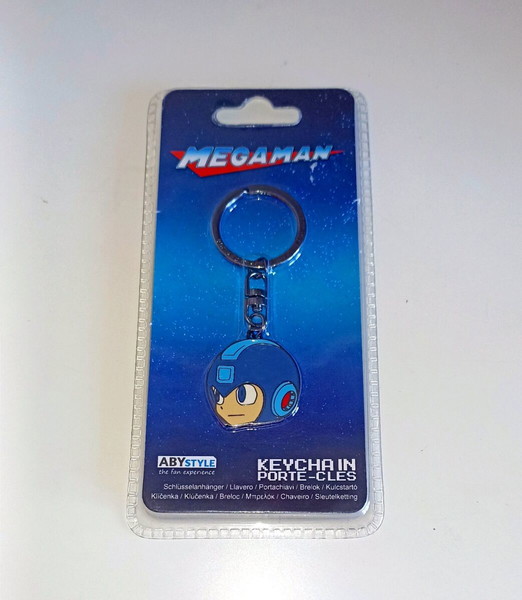 MEGAMAN
ABYSTYLE
the fan experience
KEYCHAIN
PORTE-CLES
Schlüsselanhänger / Llavero / Portachiavi / Brelok / Kulcstartó
Klíčenka / Kľúčenka / Breloc / Μπρελόκ / Chaveiro / Sleutelketting